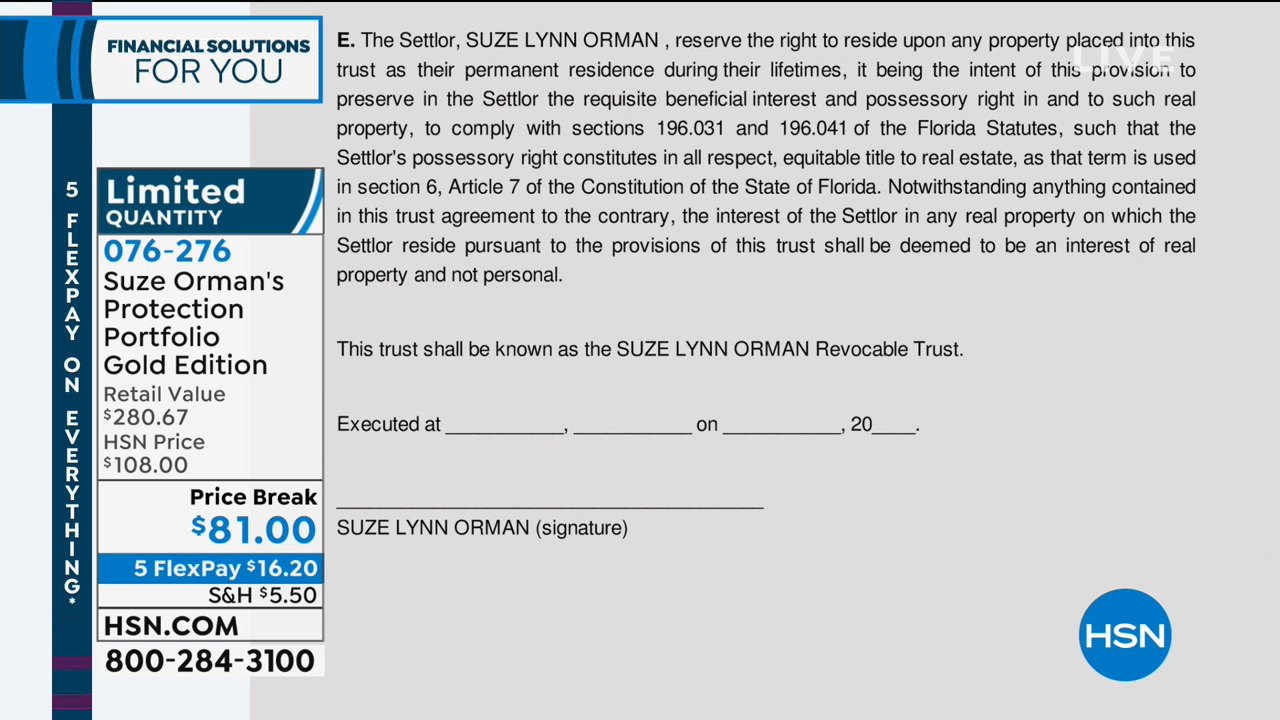 FINANCIAL SOLUTIONS
FOR YOU
5 FLEXPAY ON EVERYTHING*
Limited
QUANTITY
076-276
Suze Orman's
Protection
Portfolio
Gold Edition
Retail Value
$280.67
HSN Price
$108.00
Price Break
$81.00
5 FlexPay $16.20
S&H $5.50
HSN.COM
800-284-3100
E. The Settlor, SUZE LYNN ORMAN , reserve the right to reside upon any property placed into this
trust as their permanent residence during their lifetimes, it being the intent of this provision to
preserve in the Settlor the requisite beneficial interest and possessory right in and to such real
property, to comply with sections 196.031 and 196.041 of the Florida Statutes, such that the
Settlor's possessory right constitutes in all respect, equitable title to real estate, as that term is used
in section 6, Article 7 of the Constitution of the State of Florida. Notwithstanding anything contained
in this trust agreement to the contrary, the interest of the Settlor in any real property on which the
Settlor reside pursuant to the provisions of this trust shall be deemed to be an interest of real
property and not personal.
This trust shall be known as the SUZE LYNN ORMAN Revocable Trust.
Executed at ___________, ___________ on ___________, 20____.
SUZE LYNN ORMAN (signature)
LIVE
HSN